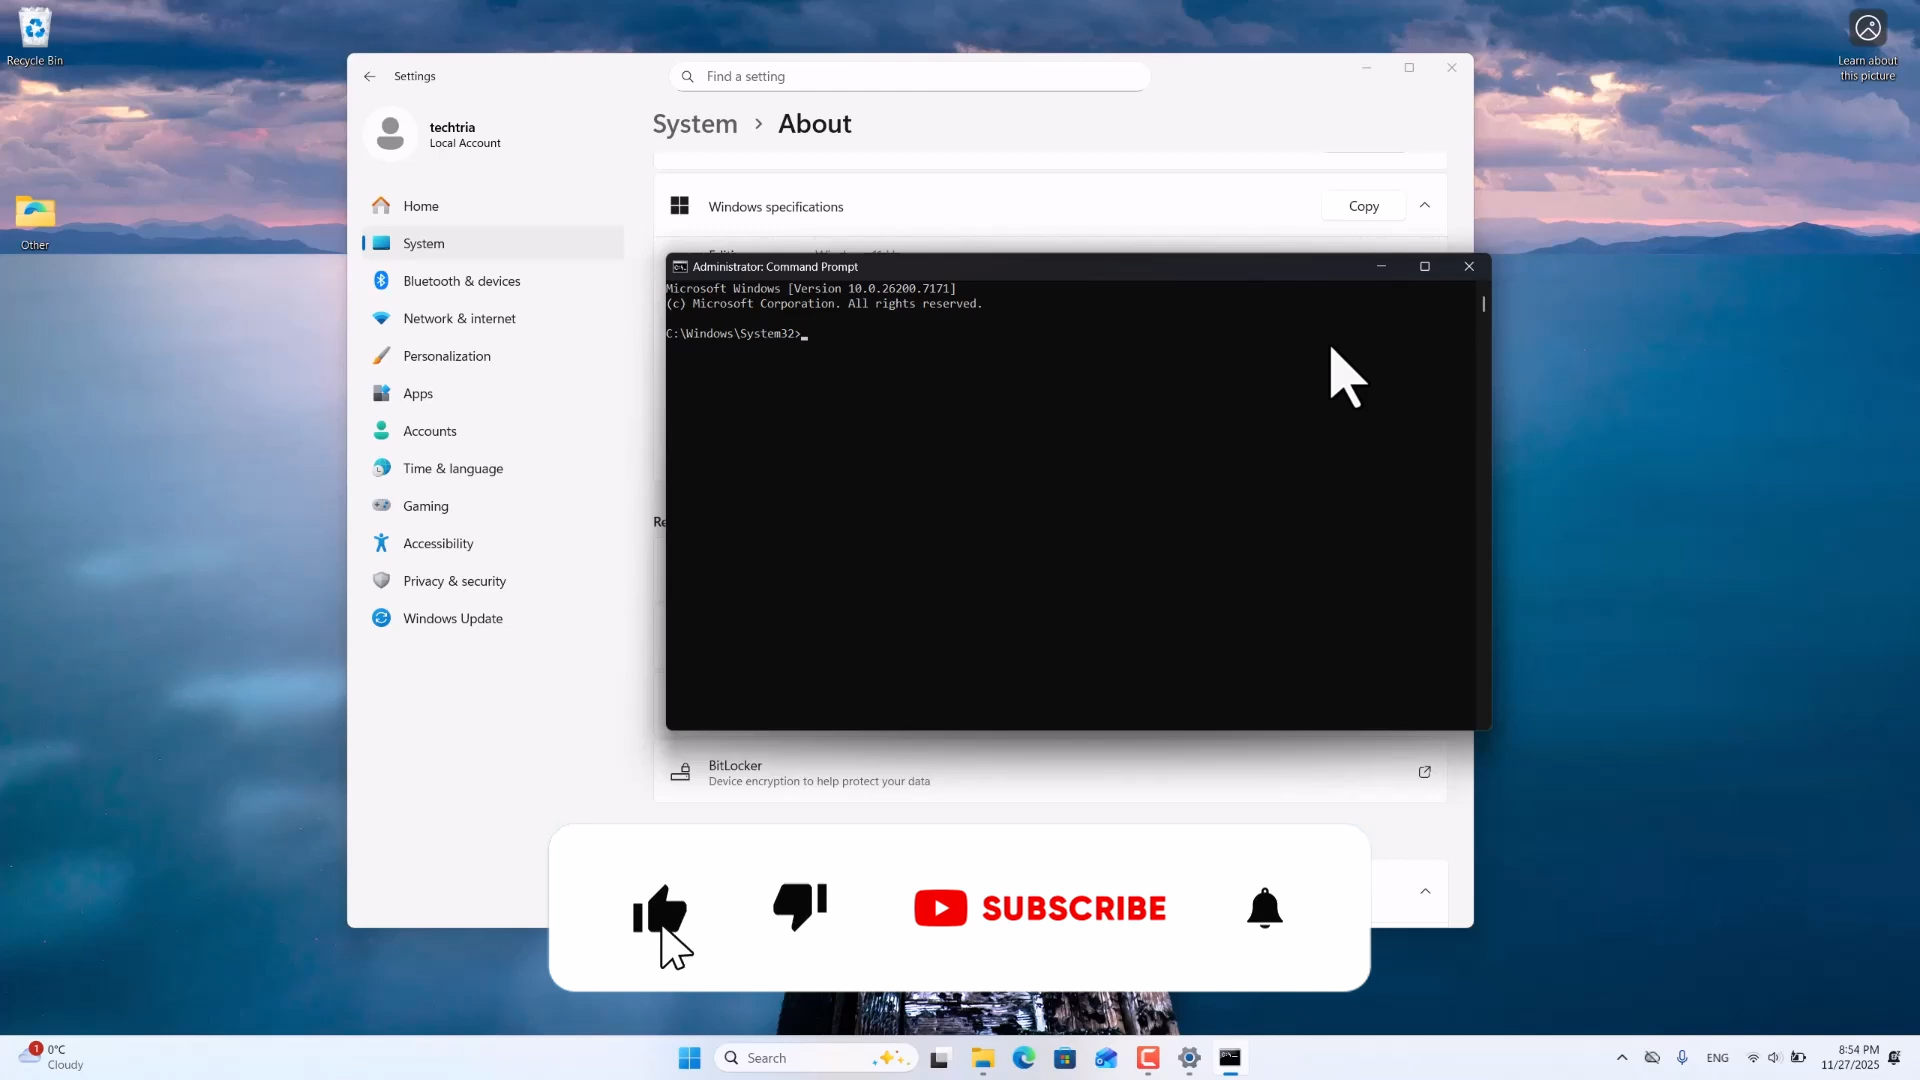 Recycle Bin
Learn about
this picture
Other
Settings
Find a setting
techtria
Local Account
System > About
Home
System
Bluetooth & devices
Network & internet
Personalization
Apps
Accounts
Time & language
Gaming
Accessibility
Privacy & security
Windows Update
Windows specifications
Copy
Administrator: Command Prompt
Microsoft Windows [Version 10.0.26200.7171]
(c) Microsoft Corporation. All rights reserved.
C:\Windows\System32>
Re
BitLocker
Device encryption to help protect your data
SUBSCRIBE
1
0°C
Cloudy
Search
ENG
8:54 PM
11/27/2025